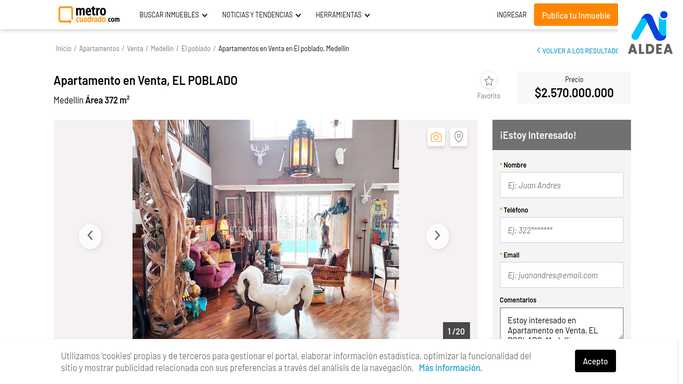 metro
cuadrado.com
BUSCAR INMUEBLES
NOTICIAS Y TENDENCIAS
HERRAMIENTAS
INGRESAR
Publica tu Inmueble
AI
ALDEA
Inicio / Apartamentos / Venta / Medellín / El poblado / Apartamentos en Venta en El poblado, Medellín
VOLVER A LOS RESULTAD
Apartamento en Venta, EL POBLADO
Medellín Área 372 m²
Favorito
Precio
$2.570.000.000
¡Estoy Interesado!
* Nombre
Ej: Juan Andres
* Teléfono
Ej: 322*******
* Email
Ej: juanandres@email.com
Comentarios
Estoy interesado en
Apartamento en Venta, EL
1 / 20
Utilizamos 'cookies' propias y de terceros para gestionar el portal, elaborar información estadística, optimizar la funcionalidad del
sitio y mostrar publicidad relacionada con sus preferencias a través del análisis de la navegación. Más Información.
Acepto